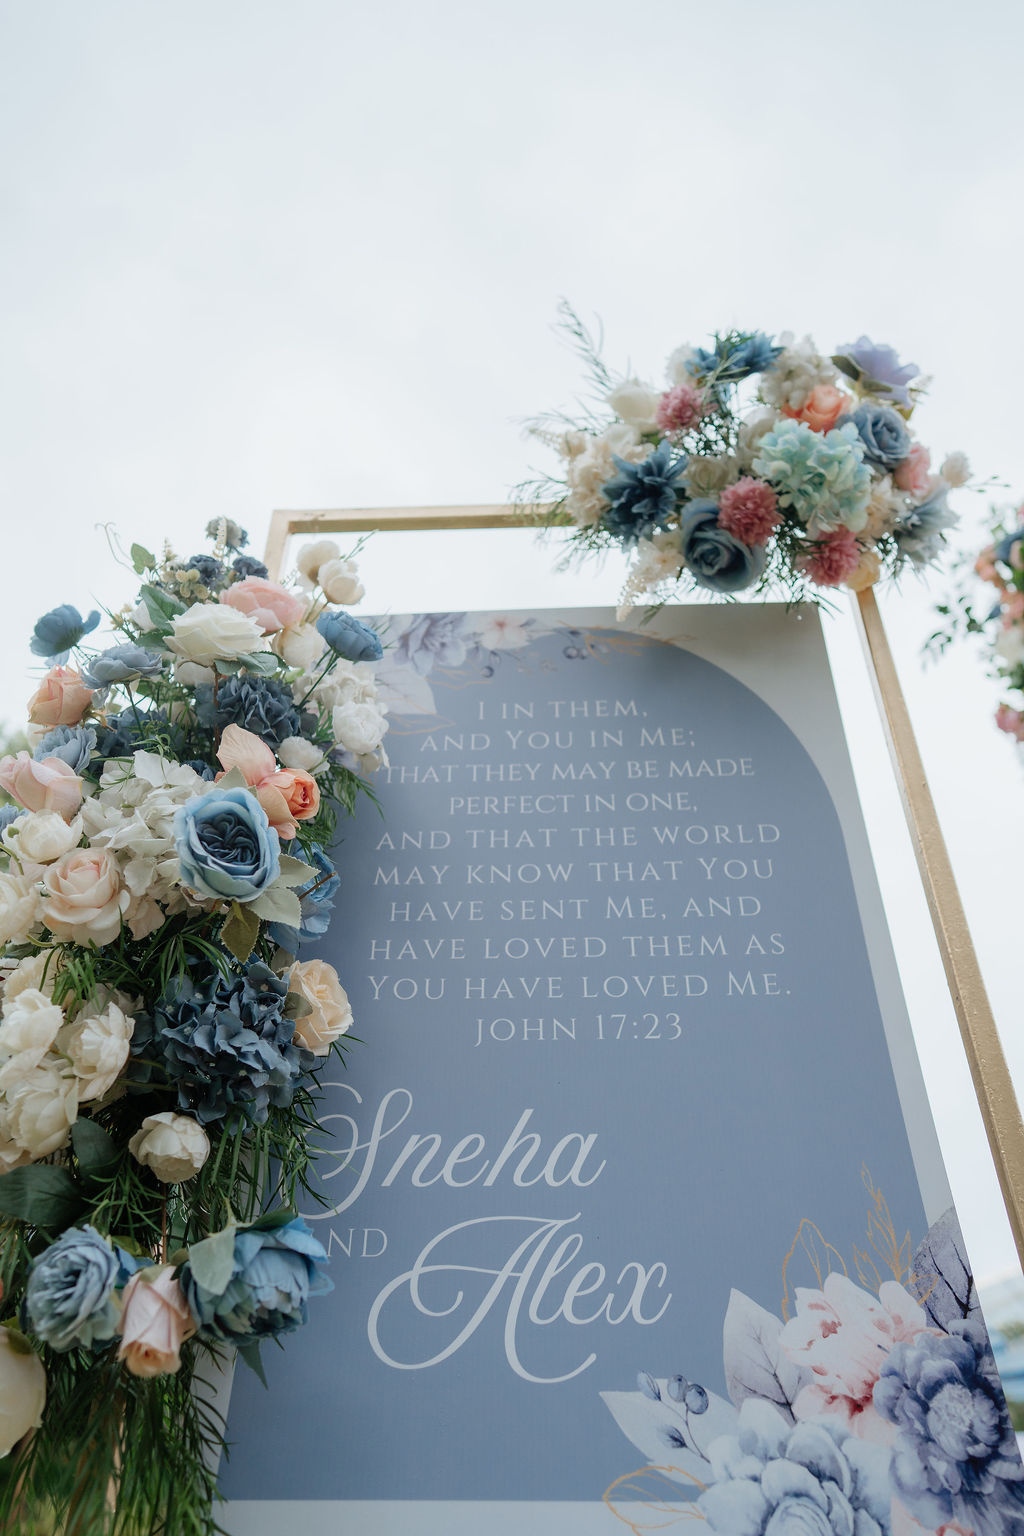 I IN THEM,
AND YOU IN ME;
THAT THEY MAY BE MADE
PERFECT IN ONE,
AND THAT THE WORLD
MAY KNOW THAT YOU
HAVE SENT ME, AND
HAVE LOVED THEM AS
YOU HAVE LOVED ME.
JOHN 17:23
Sneha
AND
Alex